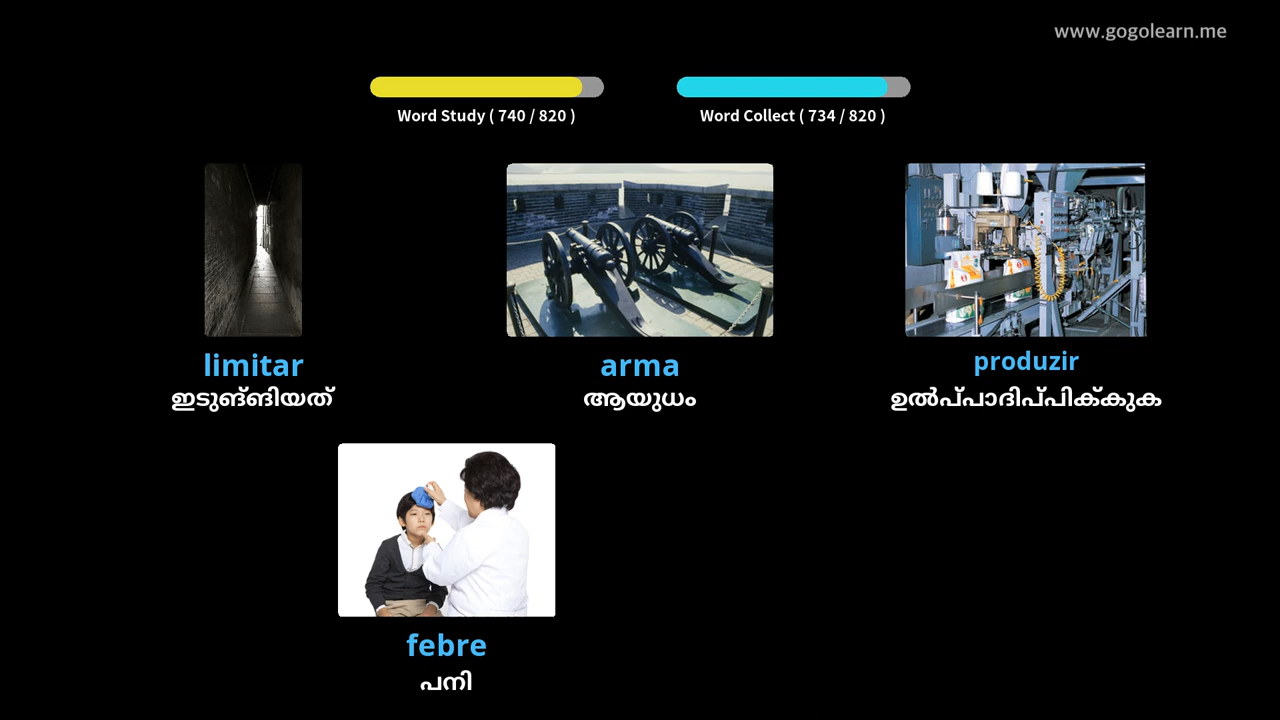 www.gogolearn.me
Word Study ( 740 / 820 )
Word Collect ( 734 / 820 )
limitar
ഇടുങ്ങിയത്
arma
ആയുധം
produzir
ഉൽപ്പാദിപ്പിക്കുക
febre
പനി